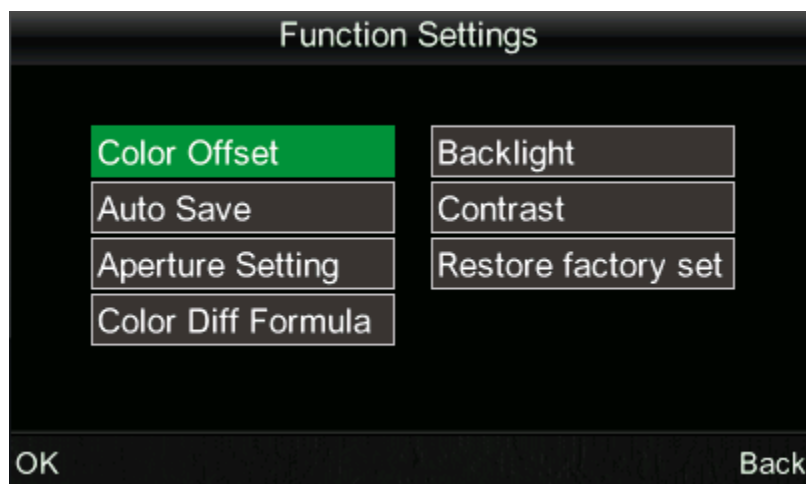 Function Settings
Color Offset
Auto Save
Aperture Setting
Color Diff Formula
Backlight
Contrast
Restore factory set
OK
Back